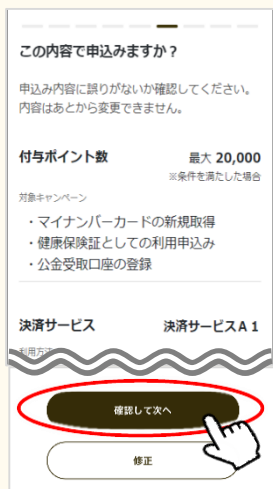 この内容で申込みますか？
申込み内容に誤りがないか確認してください。
内容はあとから変更できません。
付与ポイント数 最大 20,000
※条件を満たした場合
対象キャンペーン
・マイナンバーカードの新規取得
・健康保険証としての利用申込み
・公金受取口座の登録
決済サービス 決済サービスA 1
利用方法
確認して次へ
修正